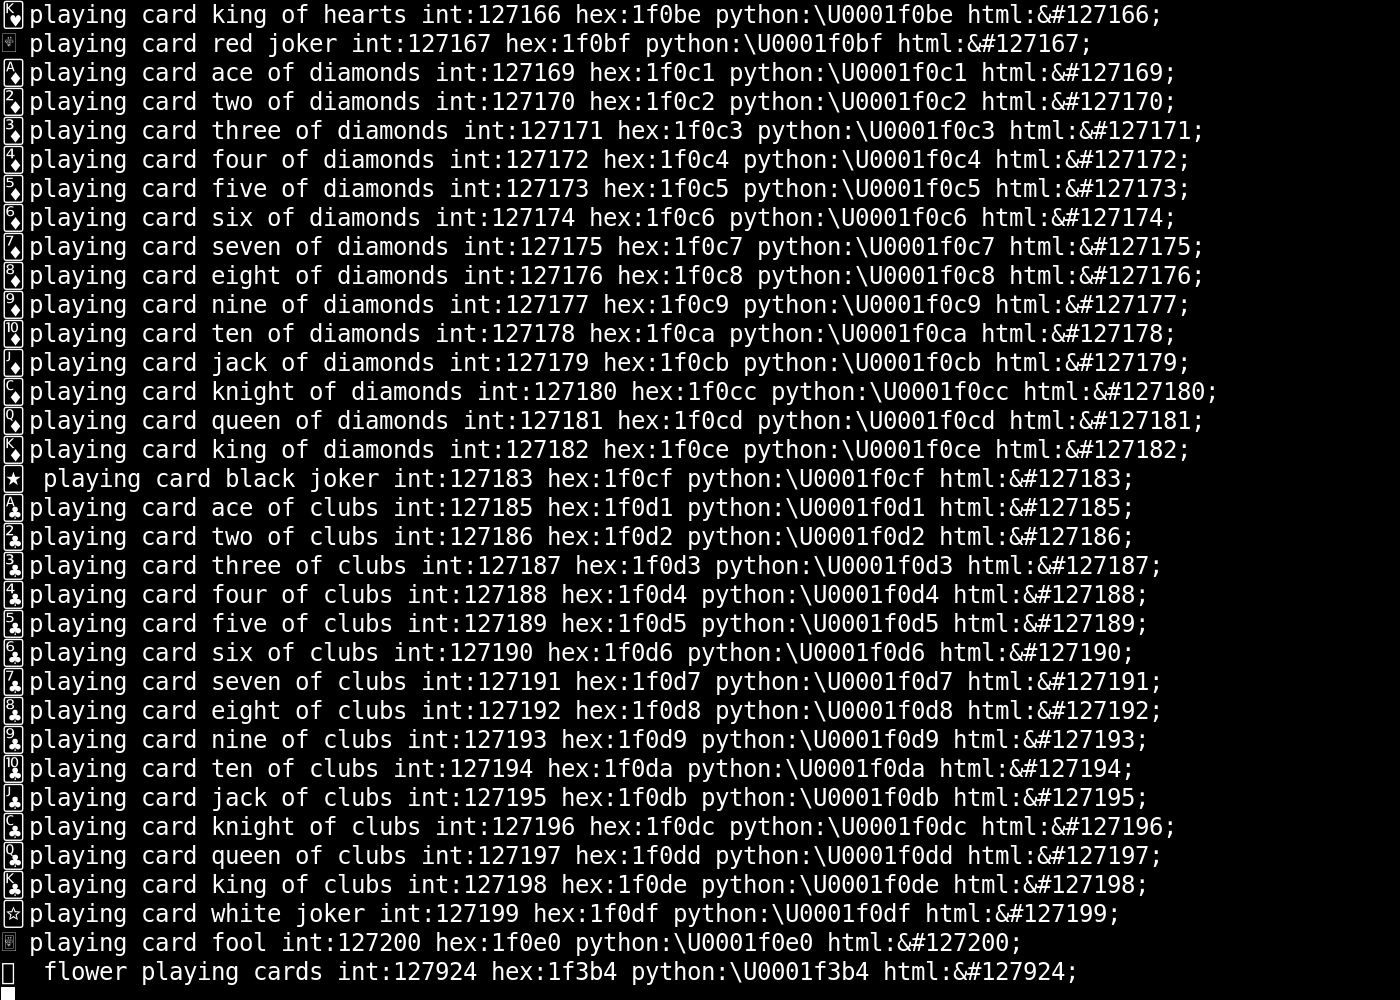 🂾 playing card king of hearts int:127166 hex:1f0be python:\U0001f0be html:&#127166;
🂿 playing card red joker int:127167 hex:1f0bf python:\U0001f0bf html:&#127167;
🃁 playing card ace of diamonds int:127169 hex:1f0c1 python:\U0001f0c1 html:&#127169;
🃂 playing card two of diamonds int:127170 hex:1f0c2 python:\U0001f0c2 html:&#127170;
🃃 playing card three of diamonds int:127171 hex:1f0c3 python:\U0001f0c3 html:&#127171;
🃄 playing card four of diamonds int:127172 hex:1f0c4 python:\U0001f0c4 html:&#127172;
🃅 playing card five of diamonds int:127173 hex:1f0c5 python:\U0001f0c5 html:&#127173;
🃆 playing card six of diamonds int:127174 hex:1f0c6 python:\U0001f0c6 html:&#127174;
🃇 playing card seven of diamonds int:127175 hex:1f0c7 python:\U0001f0c7 html:&#127175;
🃈 playing card eight of diamonds int:127176 hex:1f0c8 python:\U0001f0c8 html:&#127176;
🃉 playing card nine of diamonds int:127177 hex:1f0c9 python:\U0001f0c9 html:&#127177;
🃊 playing card ten of diamonds int:127178 hex:1f0ca python:\U0001f0ca html:&#127178;
🃋 playing card jack of diamonds int:127179 hex:1f0cb python:\U0001f0cb html:&#127179;
🃌 playing card knight of diamonds int:127180 hex:1f0cc python:\U0001f0cc html:&#127180;
🃍 playing card queen of diamonds int:127181 hex:1f0cd python:\U0001f0cd html:&#127181;
🃎 playing card king of diamonds int:127182 hex:1f0ce python:\U0001f0ce html:&#127182;
🃏 playing card black joker int:127183 hex:1f0cf python:\U0001f0cf html:&#127183;
🃑 playing card ace of clubs int:127185 hex:1f0d1 python:\U0001f0d1 html:&#127185;
🃒 playing card two of clubs int:127186 hex:1f0d2 python:\U0001f0d2 html:&#127186;
🃓 playing card three of clubs int:127187 hex:1f0d3 python:\U0001f0d3 html:&#127187;
🃔 playing card four of clubs int:127188 hex:1f0d4 python:\U0001f0d4 html:&#127188;
🃕 playing card five of clubs int:127189 hex:1f0d5 python:\U0001f0d5 html:&#127189;
🃖 playing card six of clubs int:127190 hex:1f0d6 python:\U0001f0d6 html:&#127190;
🃗 playing card seven of clubs int:127191 hex:1f0d7 python:\U0001f0d7 html:&#127191;
🃘 playing card eight of clubs int:127192 hex:1f0d8 python:\U0001f0d8 html:&#127192;
🃙 playing card nine of clubs int:127193 hex:1f0d9 python:\U0001f0d9 html:&#127193;
🃚 playing card ten of clubs int:127194 hex:1f0da python:\U0001f0da html:&#127194;
🃛 playing card jack of clubs int:127195 hex:1f0db python:\U0001f0db html:&#127195;
🃜 playing card knight of clubs int:127196 hex:1f0dc python:\U0001f0dc html:&#127196;
🃝 playing card queen of clubs int:127197 hex:1f0dd python:\U0001f0dd html:&#127197;
🃞 playing card king of clubs int:127198 hex:1f0de python:\U0001f0de html:&#127198;
🃟 playing card white joker int:127199 hex:1f0df python:\U0001f0df html:&#127199;
🃠 playing card fool int:127200 hex:1f0e0 python:\U0001f0e0 html:&#127200;
🎴 flower playing cards int:127924 hex:1f3b4 python:\U0001f3b4 html:&#127924;